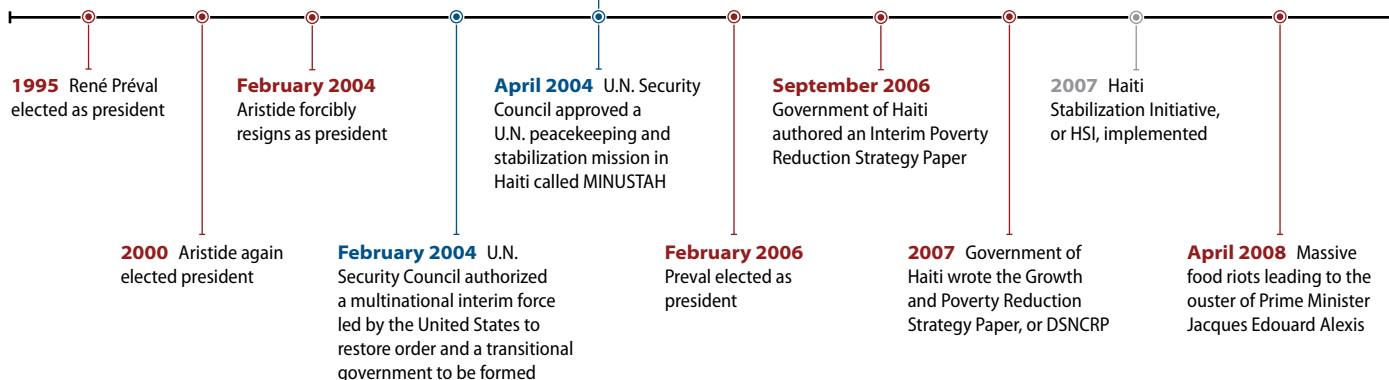 1995 René Préval
elected as president
2000 Aristide again
elected president
February 2004
Aristide forcibly
resigns as president
February 2004 U.N.
Security Council authorized
a multinational interim force
led by the United States to
restore order and a transitional
government to be formed
April 2004 U.N. Security
Council approved a
U.N. peacekeeping and
stabilization mission in
Haiti called MINUSTAH
February 2006
Preval elected as
president
September 2006
Government of Haiti
authored an Interim Poverty
Reduction Strategy Paper
2007 Government of
Haiti wrote the Growth
and Poverty Reduction
Strategy Paper, or DSNCRP
2007 Haiti
Stabilization Initiative,
or HSI, implemented
April 2008 Massive
food riots leading to the
ouster of Prime Minister
Jacques Edouard Alexis